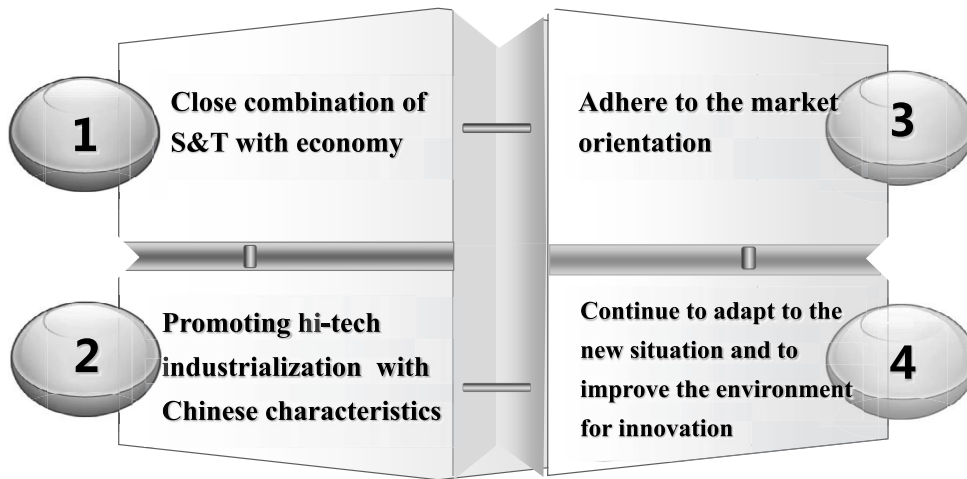 1
Close combination of
S&T with economy
2
Promoting hi-tech
industrialization with
Chinese characteristics
3
Adhere to the market
orientation
4
Continue to adapt to the
new situation and to
improve the environment
for innovation